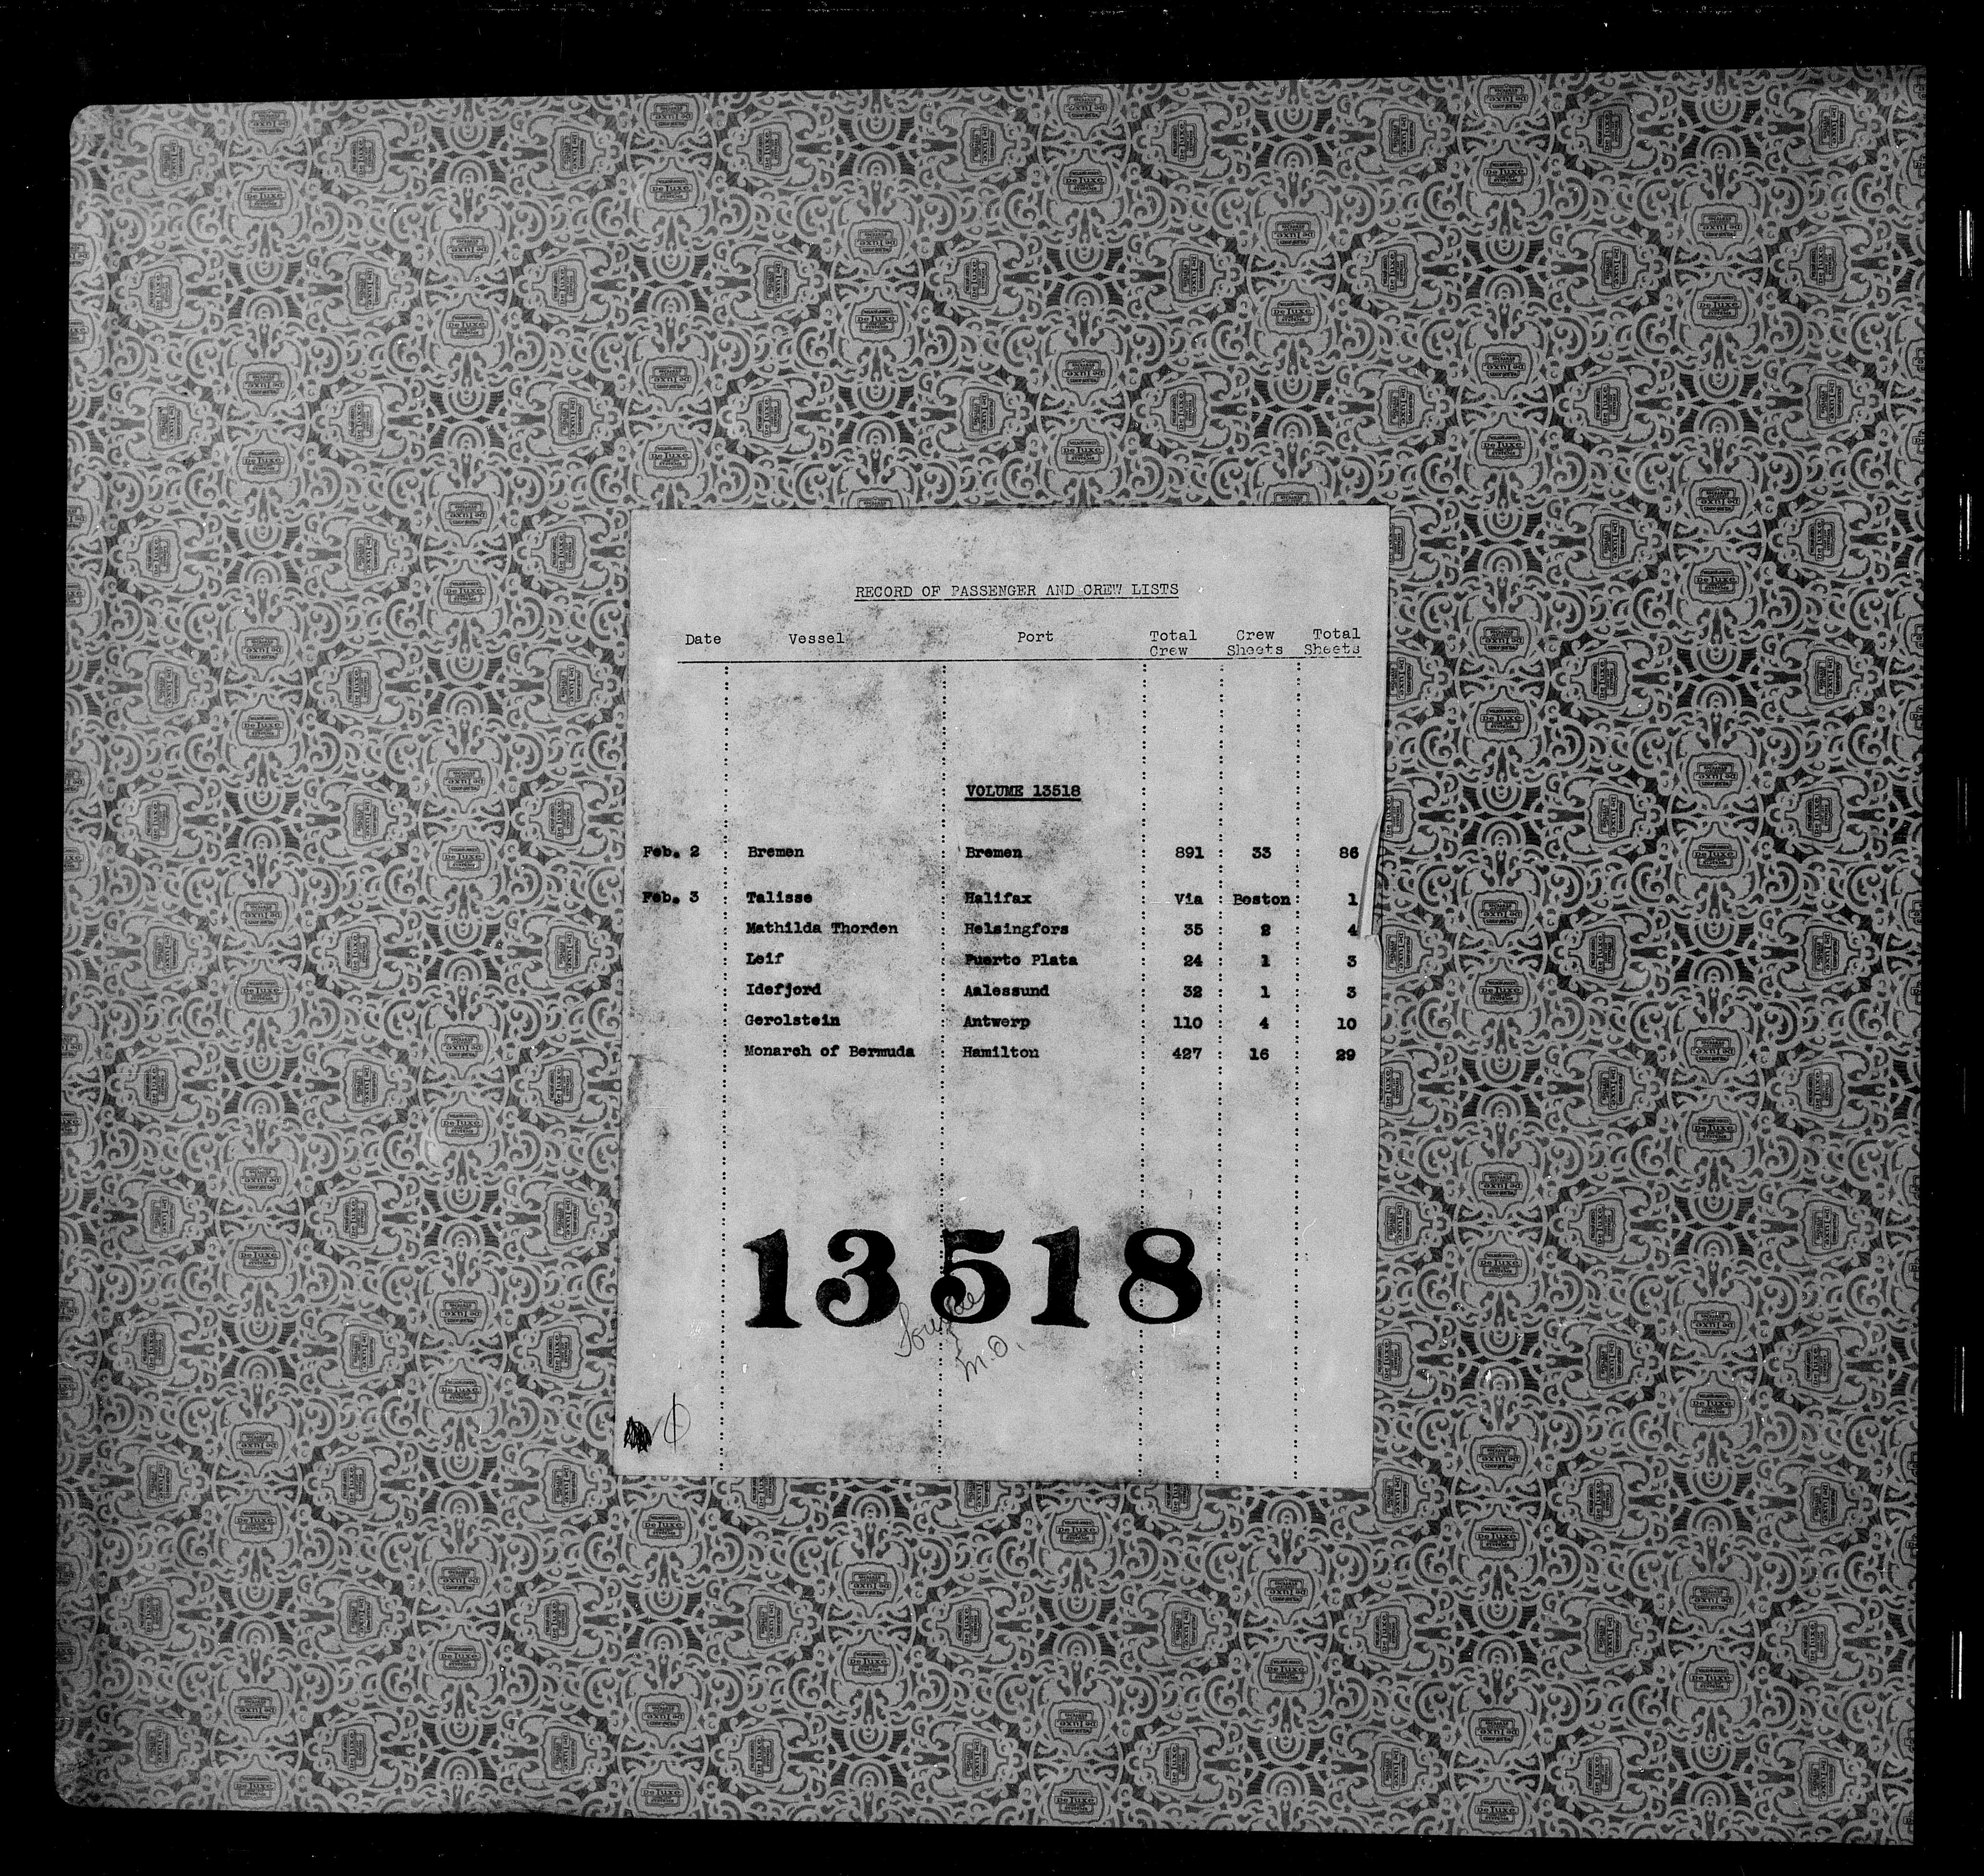 RECORD OF PASSENGER AND CREW LISTS
Date Vessel Port Total Crew Crew Sheets Total Sheets
VOLUME 13518
Feb. 2 Bremen Bremen 891 33 86
Feb. 3 Talisse Halifax Via Boston 1
Mathilda Thorden Helsingfors 35 2 4
Leif Puerto Plata 24 1 3
Idefjord Aalessund 32 1 3
Gerolstein Antwerp 110 4 10
Monarch of Bermuda Hamilton 427 16 29
13518
M.O.
De Luxe